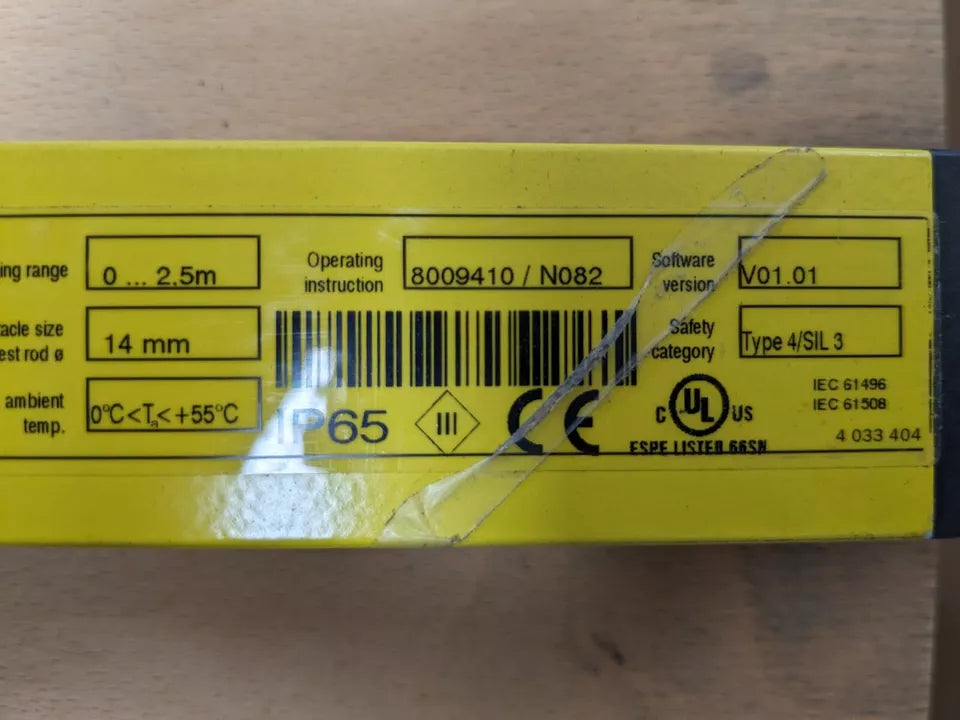 ing range
0 ... 2.5m
Operating
instruction
8009410 / N082
Software
version
V01.01
tacle size
est rod ø
14 mm
Safety
category
Type 4/SIL 3
ambient
temp.
0°C<Ta<+55°C
IP65
III
CE
C UL US
ESPE LISTED 66SN
IEC 61496
IEC 61508
4 033 404